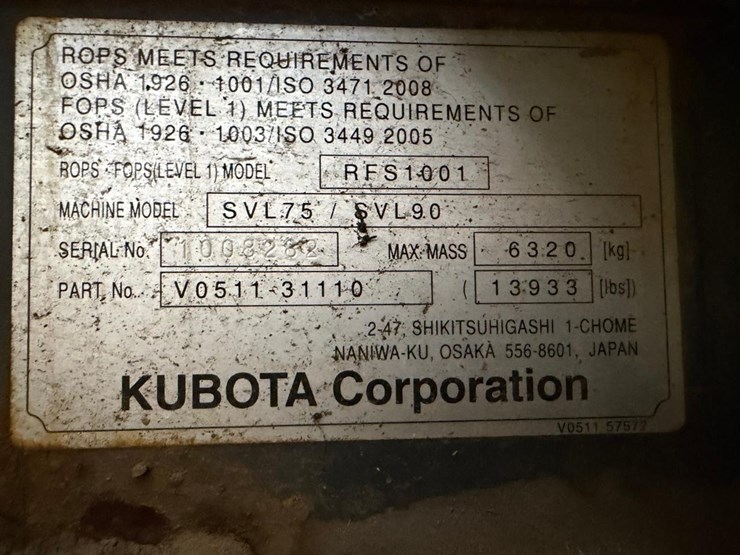 ROPS MEETS REQUIREMENTS OF
OSHA 1926・1001/ISO 3471 2008
FOPS (LEVEL 1) MEETS REQUIREMENTS OF
OSHA 1926・1003/ISO 3449 2005
ROPS・FOPS(LEVEL 1) MODEL RFS1001
MACHINE MODEL SVL75 / SVL90
SERIAL No. 1008262 MAX. MASS 6320 [kg]
PART, No. V0511-31110 ( 13933 [lbs])
2-47, SHIKITSUHIGASHI 1-CHOME
NANIWA-KU, OSAKA 556-8601, JAPAN
KUBOTA Corporation
V0511-57572